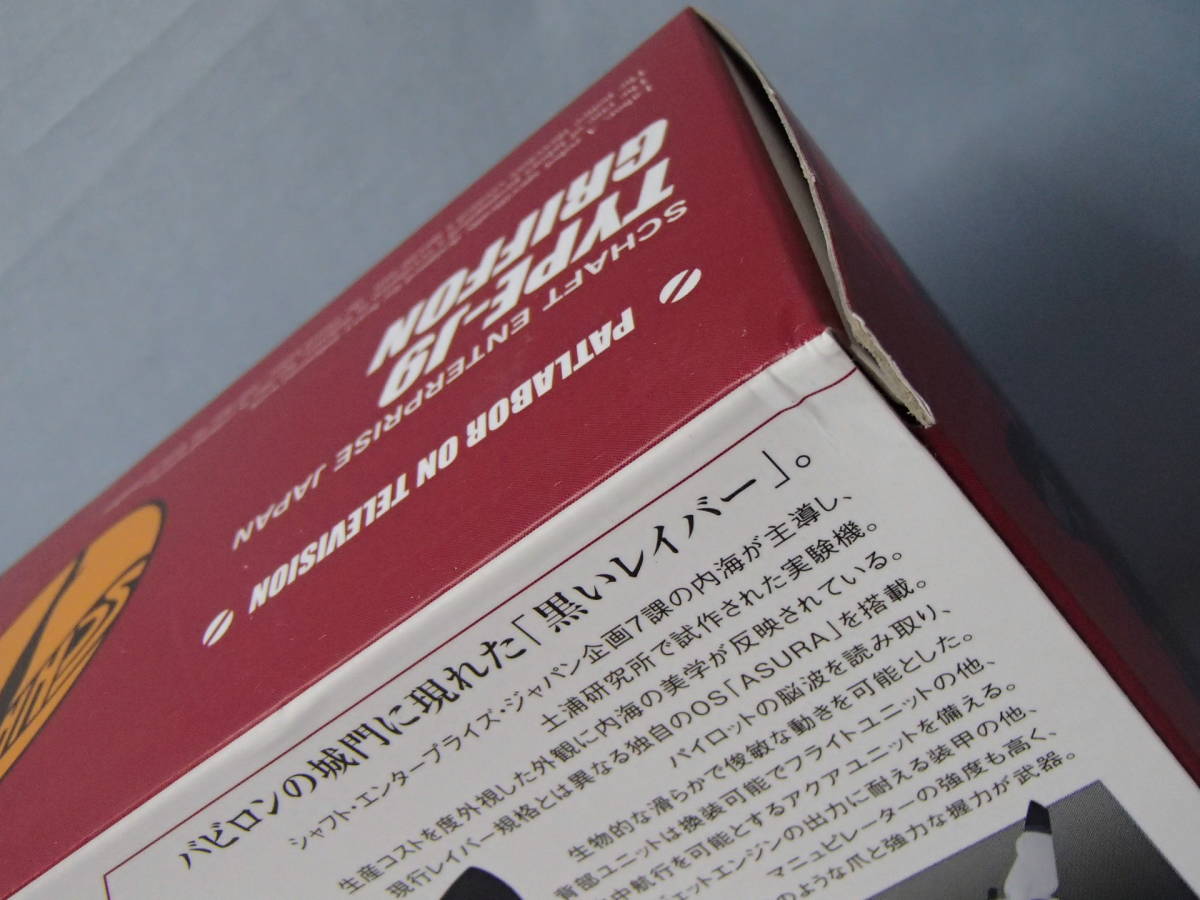 TYPE-J9
GRIFFON
SCHAFT ENTERPRISE JAPAN
PATLABOR ON TELEVISION
バビロンの城門に現れた「黒いレイバー」。
シャフト・エンタープライズ・ジャパン企画7課の内海が主導し、
土浦研究所で試作された実験機。
生産コストを度外視した外観に内海の美学が反映されている。
現行レイバー規格とは異なる独自のOS「ASURA」を搭載。
パイロットの脳波を読み取り、
生物的な滑らかで俊敏な動きを可能とした。
背部ユニットは換装可能でフライトユニットの他、
中航行を可能とするアクアユニットを備える。
ジェットエンジンの出力に耐える装甲の他、
マニュピレーターの強度も高く、
のような爪と強力な握力が武器。